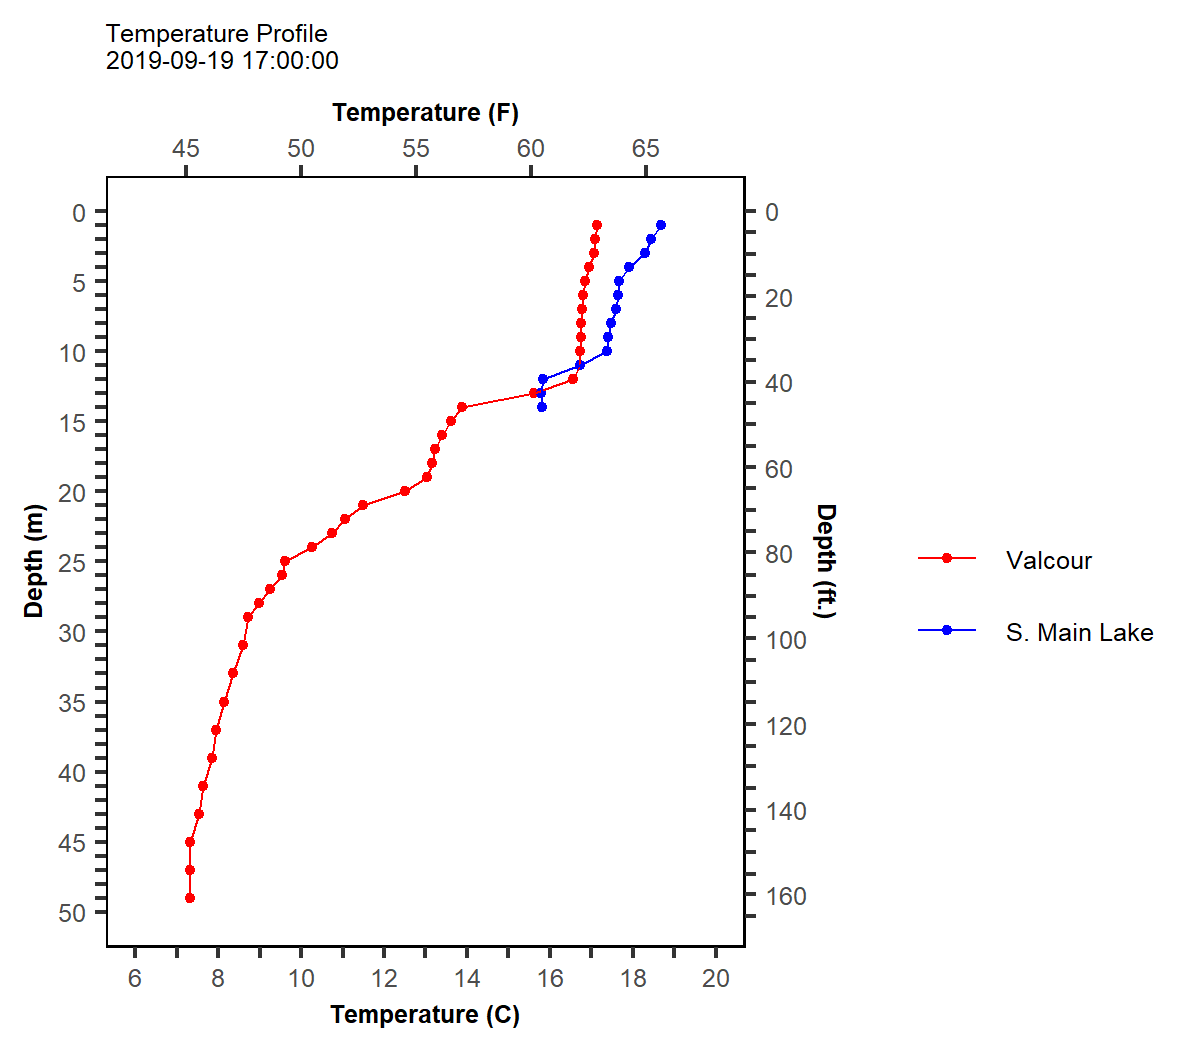 Temperature Profile
2019-09-19 17:00:00
Temperature (F)
45 50 55 60 65
0
5
10
15
20
25
30
35
40
45
50
Depth (m)
0
20
40
60
80
100
120
140
160
Depth (ft.)
Valcour
S. Main Lake
6 8 10 12 14 16 18 20
Temperature (C)